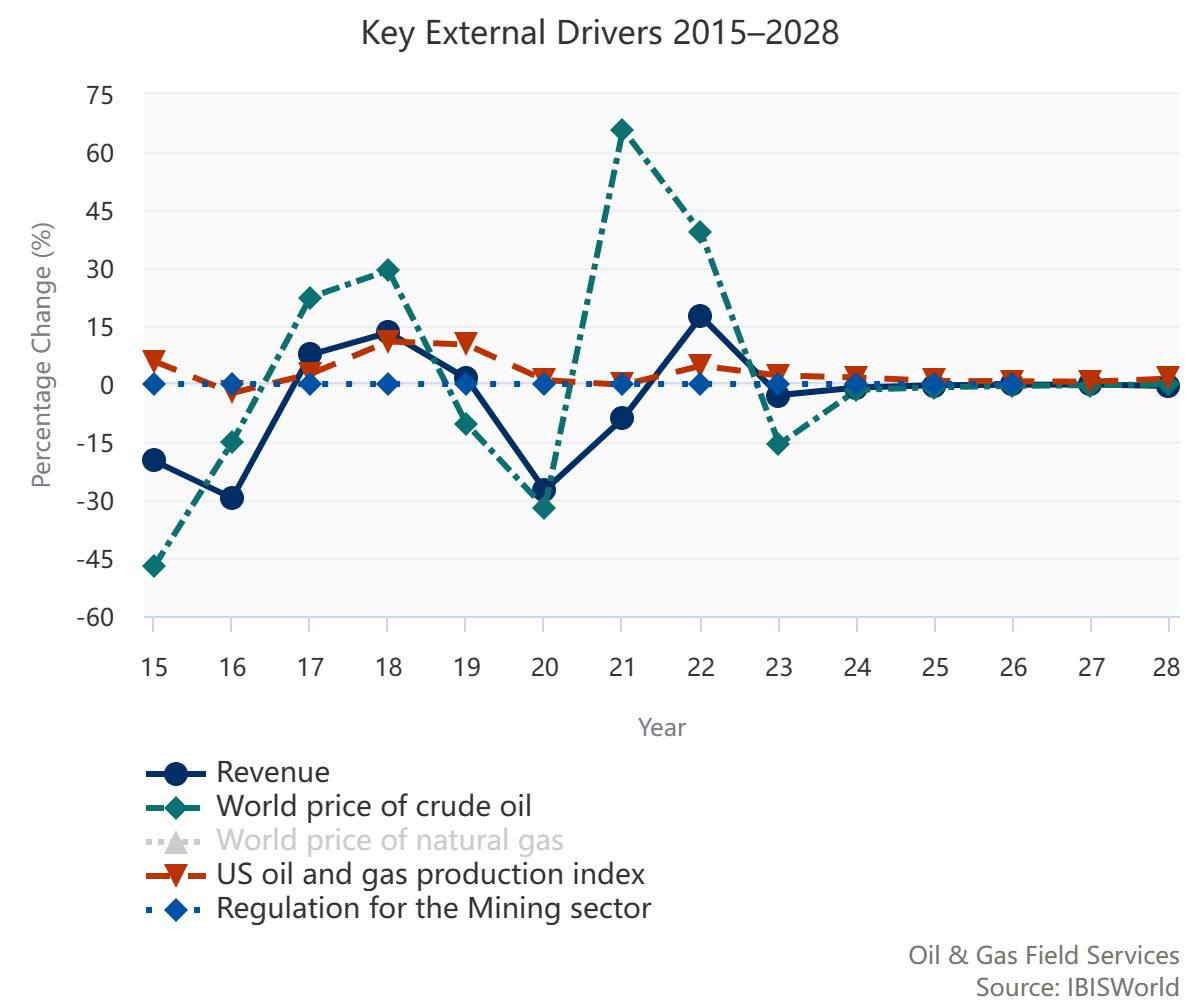 Key External Drivers 2015–2028
75
60
45
30
15
0
-15
-30
-45
-60
Percentage Change (%)
15 16 17 18 19 20 21 22 23 24 25 26 27 28
Year
Revenue
World price of crude oil
World price of natural gas
US oil and gas production index
Regulation for the Mining sector
Oil & Gas Field Services
Source: IBISWorld